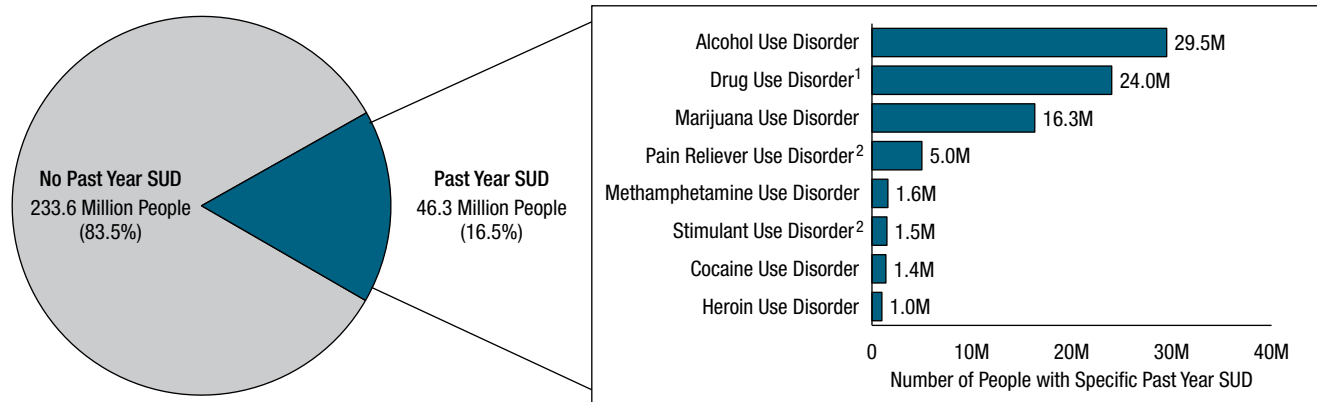 No Past Year SUD
233.6 Million People
(83.5%)
Past Year SUD
46.3 Million People
(16.5%)
Alcohol Use Disorder 29.5M
Drug Use Disorder¹ 24.0M
Marijuana Use Disorder 16.3M
Pain Reliever Use Disorder² 5.0M
Methamphetamine Use Disorder 1.6M
Stimulant Use Disorder² 1.5M
Cocaine Use Disorder 1.4M
Heroin Use Disorder 1.0M
0 10M 20M 30M 40M
Number of People with Specific Past Year SUD